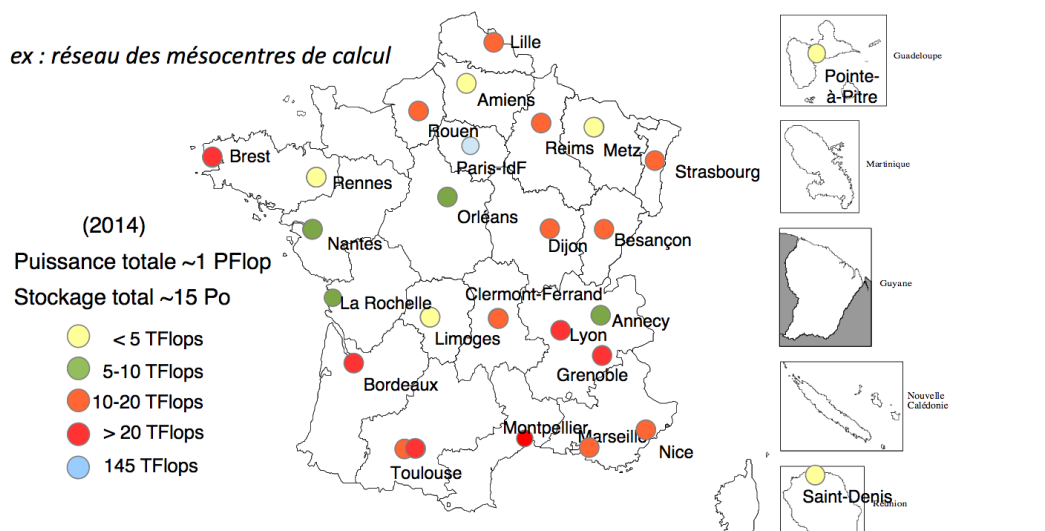 ex : réseau des mésocentres de calcul
Lille
Amiens
Rouen
Reims
Metz
Paris-IdF
Strasbourg
Brest
Rennes
Orléans
Nantes
Dijon
Besançon
(2014)
Puissance totale ~1 PFlop
Stockage total ~15 Po
< 5 TFlops
5-10 TFlops
10-20 TFlops
> 20 TFlops
145 TFlops
La Rochelle
Clermont-Ferrand
Limoges
Annecy
Lyon
Grenoble
Bordeaux
Montpellier
Marseille
Nice
Toulouse
Guadeloupe
Pointe-
à-Pitre
Martinique
Guyane
Nouvelle
Calédonie
Saint-Denis
Réunion